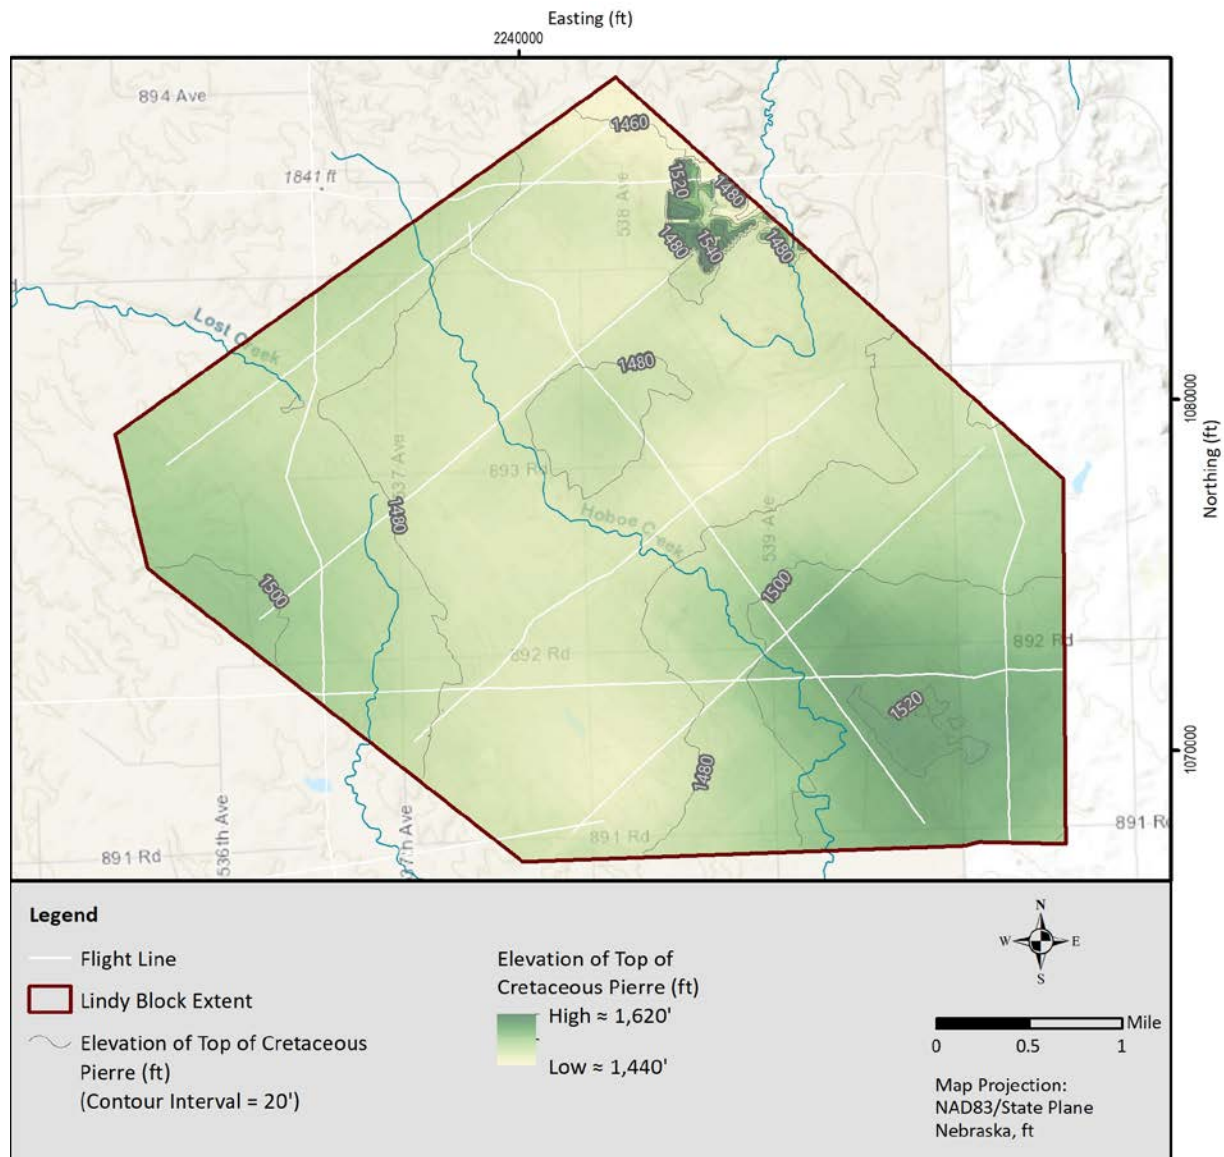 Easting (ft)
2240000
894 Ave
1460
1841 ft
1520
1480
538 Ave
1480
1540
1480
Lost Creek
1480
1080000
Northing (ft)
537 Ave
893 Rd
1480
Hoboe Creek
539 Ave
1500
1500
892 Rd
892 Rd
1520
1480
1070000
536th Ave
891 Rd
891 Rd
891 Rd
Legend
Flight Line
Lindy Block Extent
Elevation of Top of Cretaceous
Pierre (ft)
(Contour Interval = 20')
Elevation of Top of
Cretaceous Pierre (ft)
High ≈ 1,620'
Low ≈ 1,440'
N
W E
S
Mile
0 0.5 1
Map Projection:
NAD83/State Plane
Nebraska, ft